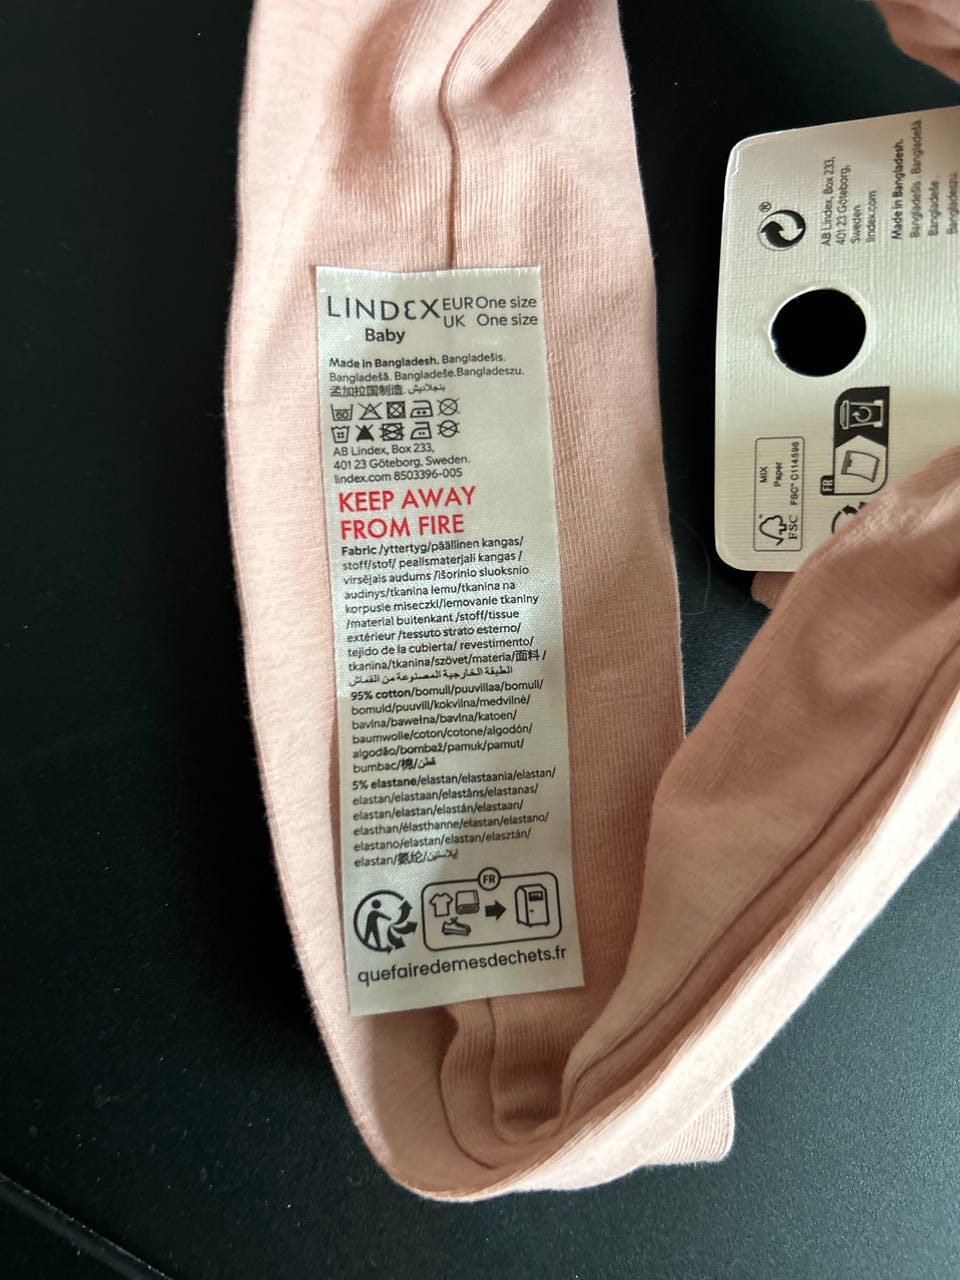 LINDEX EUR One size
Baby UK One size
Made in Bangladesh. Bangladešis.
Bangladešā. Bangladeše.Bangladeszu.
孟加拉国制造. بنجلاديش
60
AB Lindex, Box 233,
401 23 Göteborg, Sweden.
lindex.com 8503396-005
KEEP AWAY
FROM FIRE
Fabric /yttertyg/päällinen kangas/
stoff/stof/ pealismaterjali kangas /
virsējais audums /išorinio sluoksnio
audinys/tkanina lemu/tkanina na
korpusie miseczki/lemovanie tkaniny
/material buitenkant /stoff/tissue
extérieur /tessuto strato esterno/
tejido de la cubierta/ revestimento/
tkanina/tkanina/szövet/materia/面料 /
الطبقة الخارجية المصنوعة من القماش
95% cotton/bomull/puuvillaa/bomull/
bomuld/puuvill/kokvilna/medvilnė/
bavlna/bawełna/bavlna/katoen/
baumwolle/coton/cotone/algodón/
algodão/bombaž/pamuk/pamut/
bumbac/棉/قطن
5% elastane/elastan/elastaania/elastan/
elastan/elastaan/elastāns/elastanas/
elastan/elastan/elastán/elastaan/
elasthan/élasthanne/elastan/elastano/
elastano/elastan/elastan/elasztán/
elastan/氨纶/إيلاستين
FR
quefairedemesdechets.fr
®
AB Lindex, Box 233,
401 23 Göteborg,
Sweden
lindex.com
Made in Bangladesh.
Bangladešis. Bangladešā.
Bangladeše.
Bangladeszu.
FR
MIX
Paper
FSC
FSC™ C114598